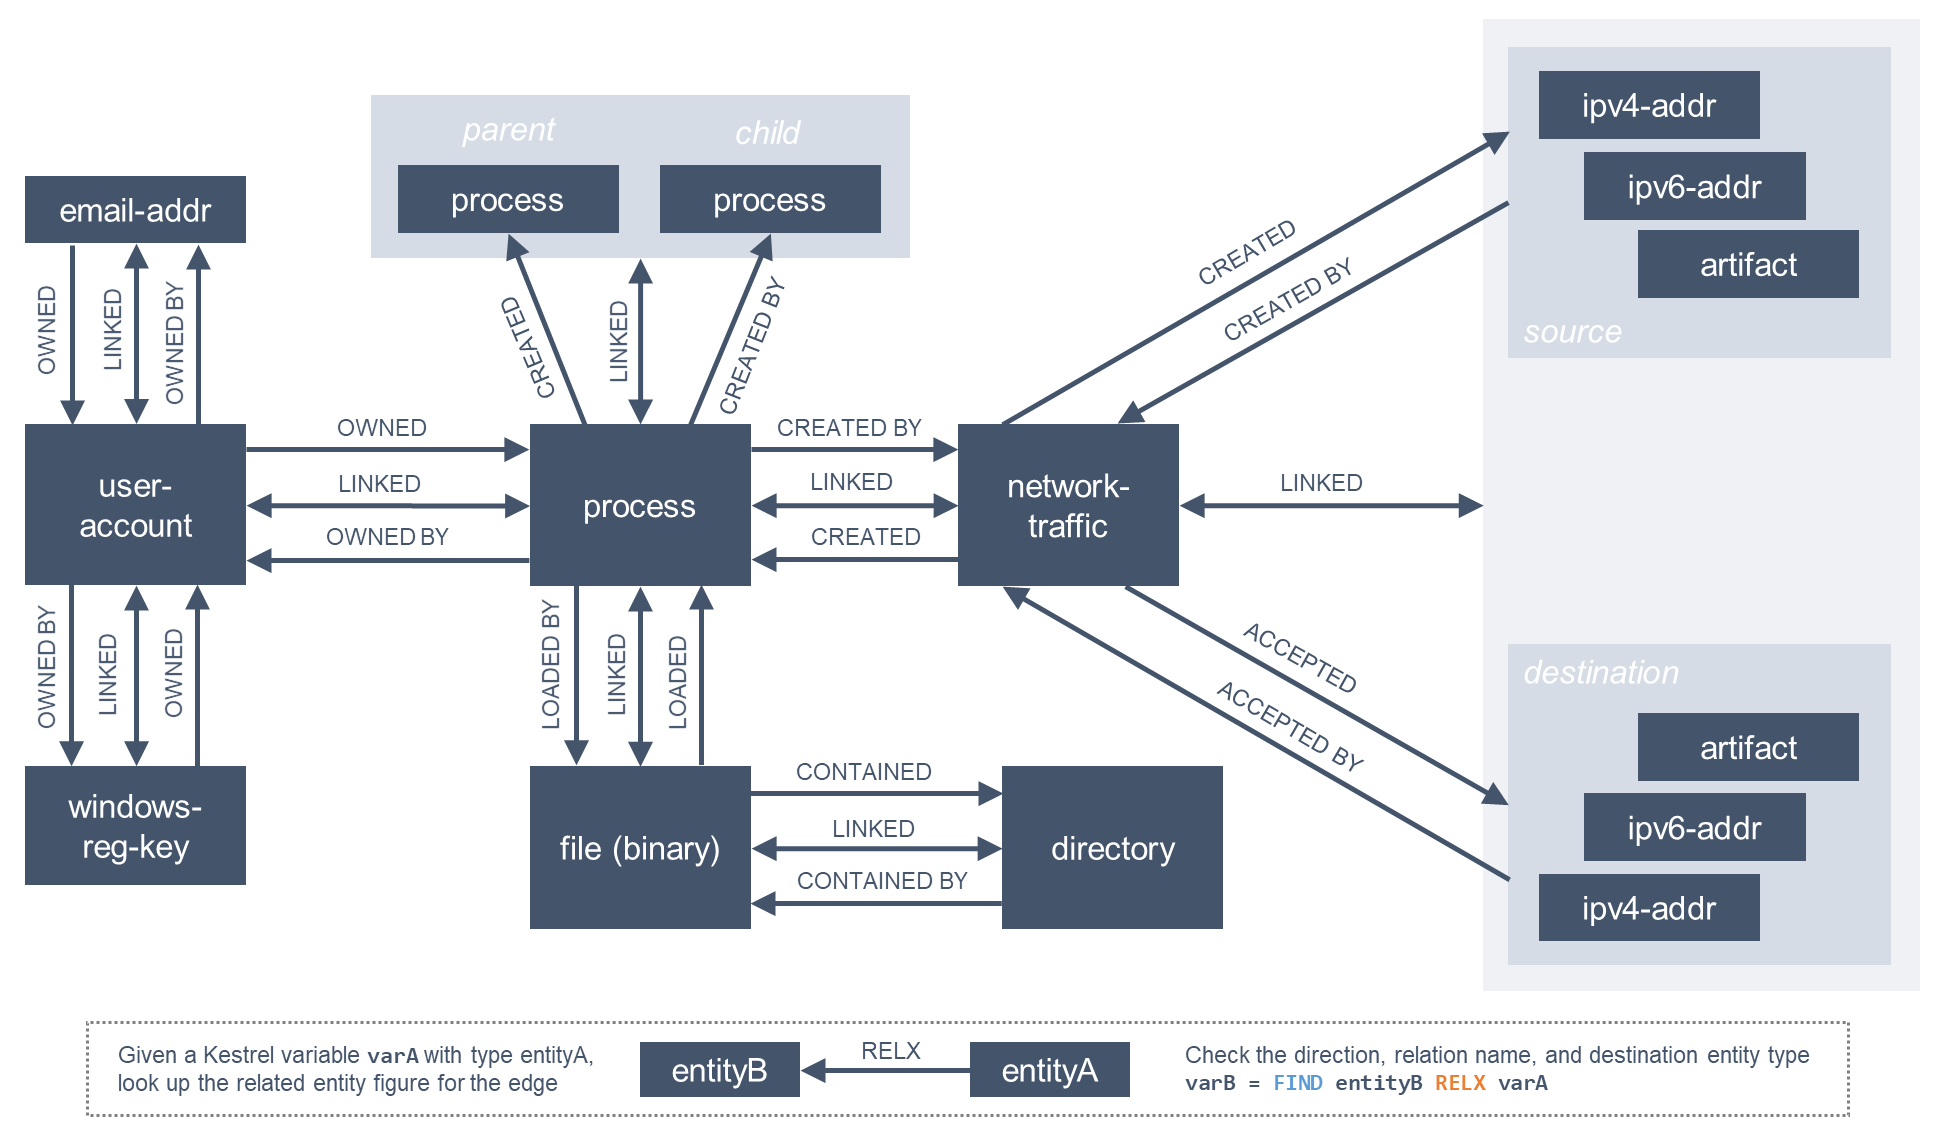 parent
child
process
process
ipv4-addr
ipv6-addr
artifact
source
email-addr
OWNED
LINKED
OWNED BY
CREATED
LINKED
CREATED BY
CREATED
CREATED BY
user-
account
OWNED
LINKED
OWNED BY
process
CREATED BY
LINKED
CREATED
network-
traffic
LINKED
OWNED BY
LINKED
OWNED
LOADED BY
LINKED
LOADED
ACCEPTED
ACCEPTED BY
destination
artifact
ipv6-addr
ipv4-addr
windows-
reg-key
file (binary)
CONTAINED
LINKED
CONTAINED BY
directory
Given a Kestrel variable varA with type entityA,
look up the related entity figure for the edge
entityB
RELX
entityA
Check the direction, relation name, and destination entity type
varB = FIND entityB RELX varA